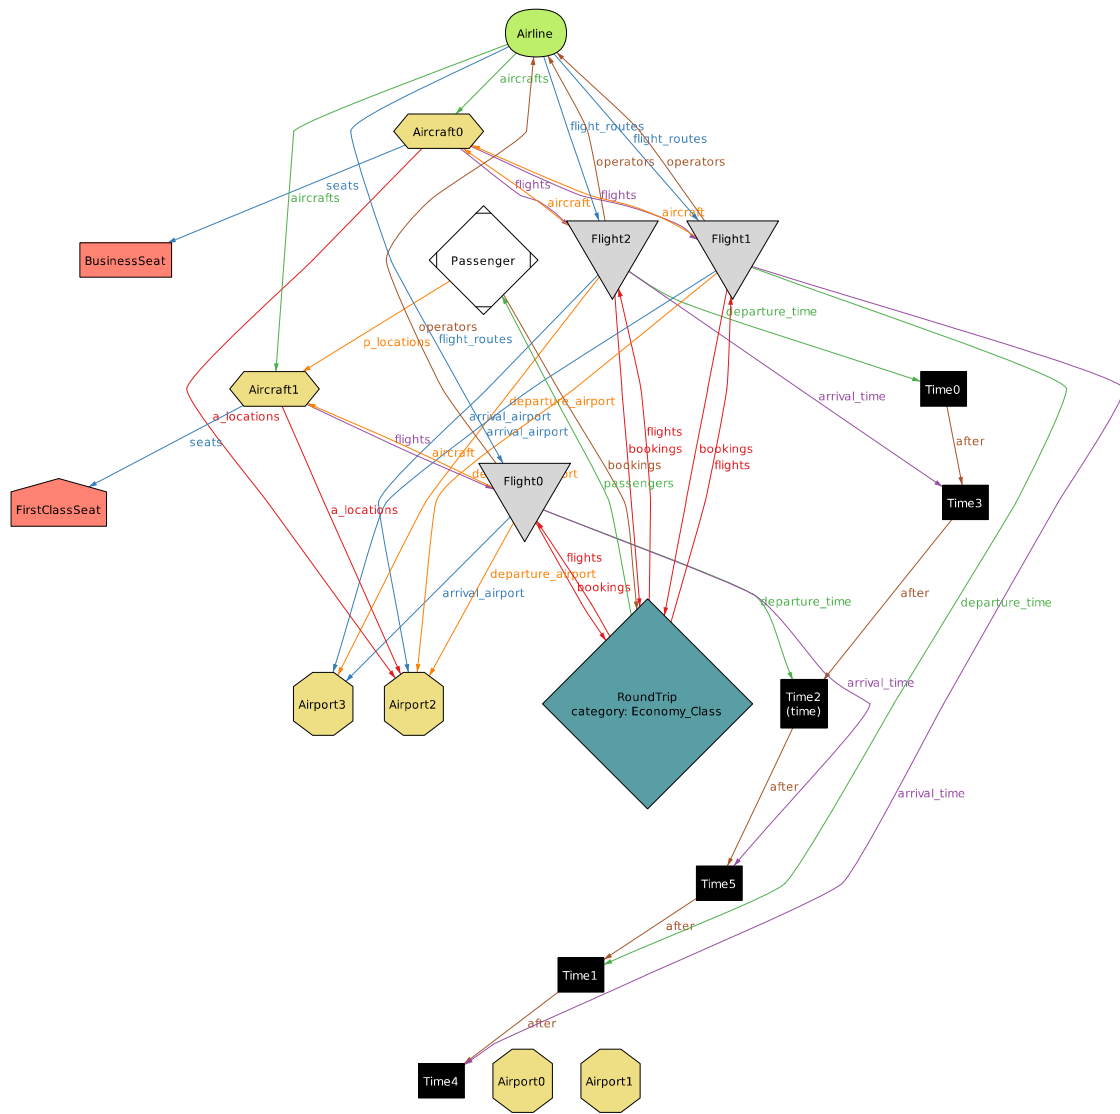 Airline
aircrafts
Aircraft0
flight_routes
flight_routes
operators
operators
seats
aircrafts
flights
flights
aircraft
aircraft
Flight2
Flight1
BusinessSeat
Passenger
departure_time
operators
flight_routes
p_locations
Aircraft1
Time0
arrival_time
departure_airport
a_locations
arrival_airport
arrival_airport
flights
seats
flights
aircraft
bookings
bookings
after
bookings
flights
de
ort
Flight0
passengers
Time3
FirstClassSeat
a_locations
flights
departure_airport
bookings
arrival_airport
after
departure_time
departure_time
arrival_time
RoundTrip
category: Economy_Class
Time2
(time)
Airport3
Airport2
after
arrival_time
Time5
after
Time1
after
Time4
Airport0
Airport1